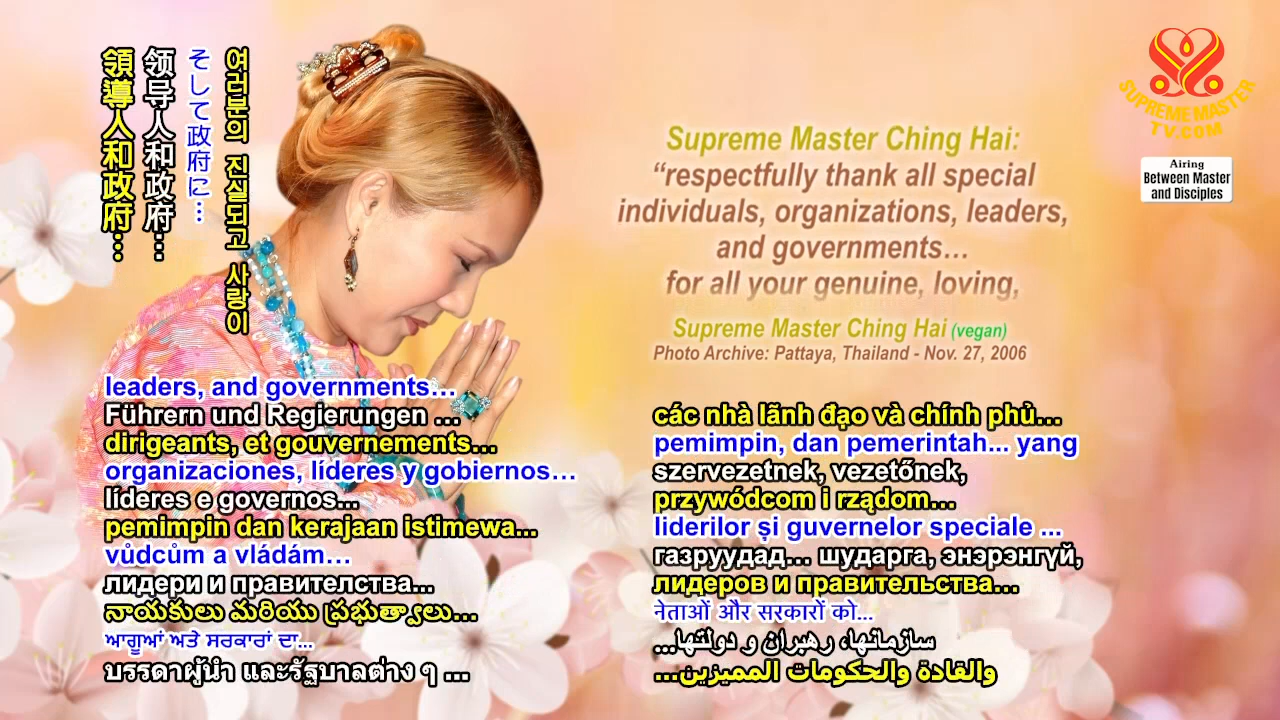 領導人和政府…
领导人和政府…
そして政府に…
여러분의 진실되고 사랑이
SUPREME MASTER
TV.COM
Airing
Between Master
and Disciples
Supreme Master Ching Hai:
“respectfully thank all special
individuals, organizations, leaders,
and governments…
for all your genuine, loving,
Supreme Master Ching Hai (vegan)
Photo Archive: Pattaya, Thailand - Nov. 27, 2006
leaders, and governments…
Führern und Regierungen …
dirigeants, et gouvernements…
organizaciones, líderes y gobiernos…
líderes e governos...
pemimpin dan kerajaan istimewa...
vůdcům a vládám…
лидери и правителства...
నాయకులు మరియు ప్రభుత్వాలు...
ਆਗੂਆਂ ਅਤੇ ਸਰਕਾਰਾਂ ਦਾ...
บรรดาผู้นำ และรัฐบาลต่าง ๆ ...
các nhà lãnh đạo và chính phủ…
pemimpin, dan pemerintah... yang
szervezetnek, vezetőnek,
przywódcom i rządom…
liderilor și guvernelor speciale ...
газруудад… шударга, энэрэнгүй,
лидеров и правительства…
नेताओं और सरकारों को...
سازمانها، رهبران و دولتها...
والقادة والحكومات المميزين...